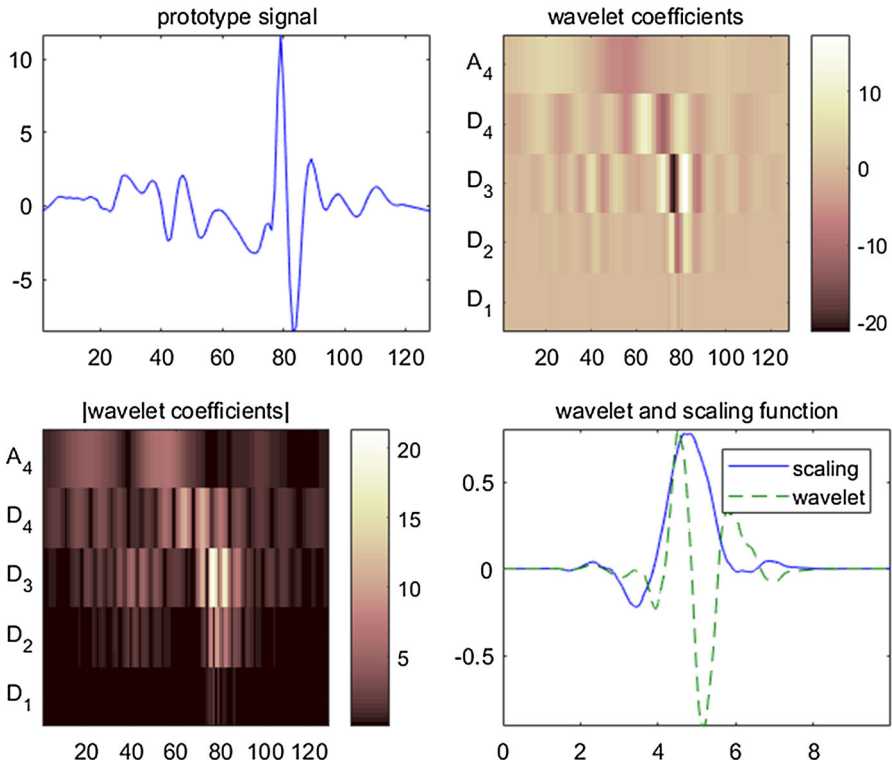 prototype signal
10
5
0
-5
20 40 60 80 100 120
wavelet coefficients
A4
D4
D3
D2
D1
10
0
-10
-20
20 40 60 80 100 120
|wavelet coefficients|
A4
D4
D3
D2
D1
20
15
10
5
20 40 60 80 100 120
wavelet and scaling function
scaling
wavelet
0.5
0
-0.5
0 2 4 6 8